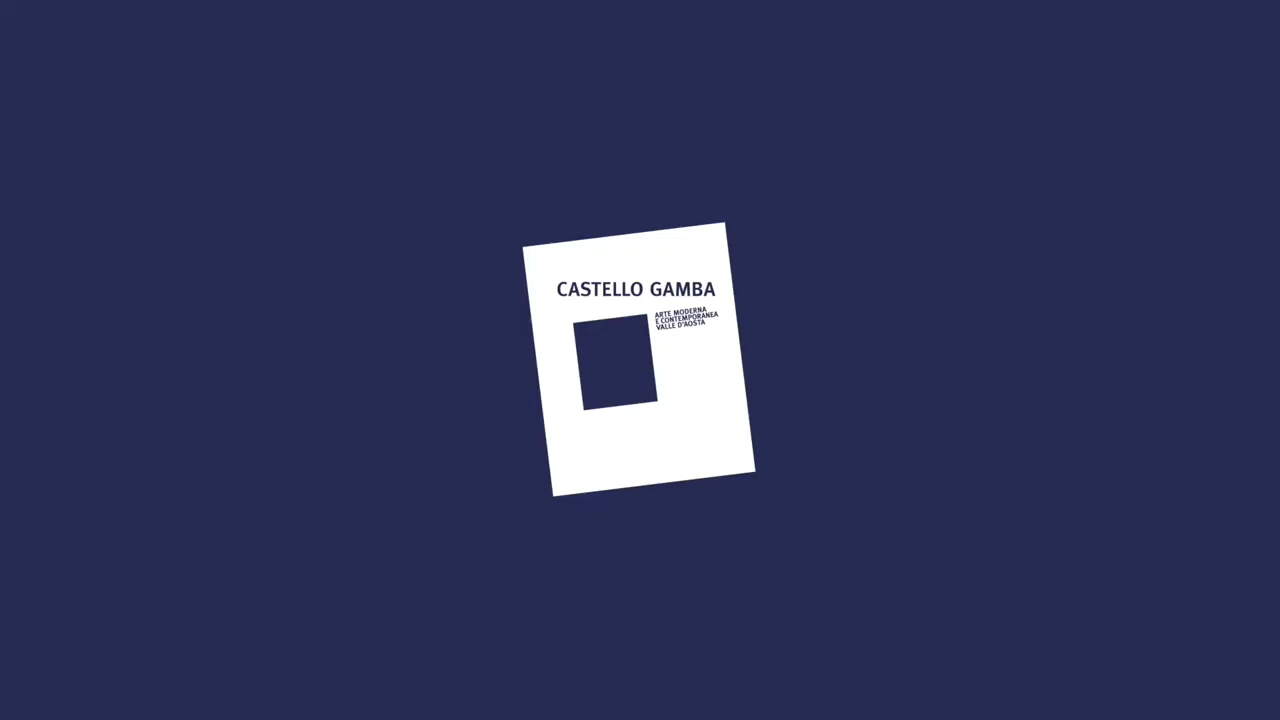 CASTELLO GAMBA
ARTE MODERNA
E CONTEMPORANEA
VALLE D'AOSTA